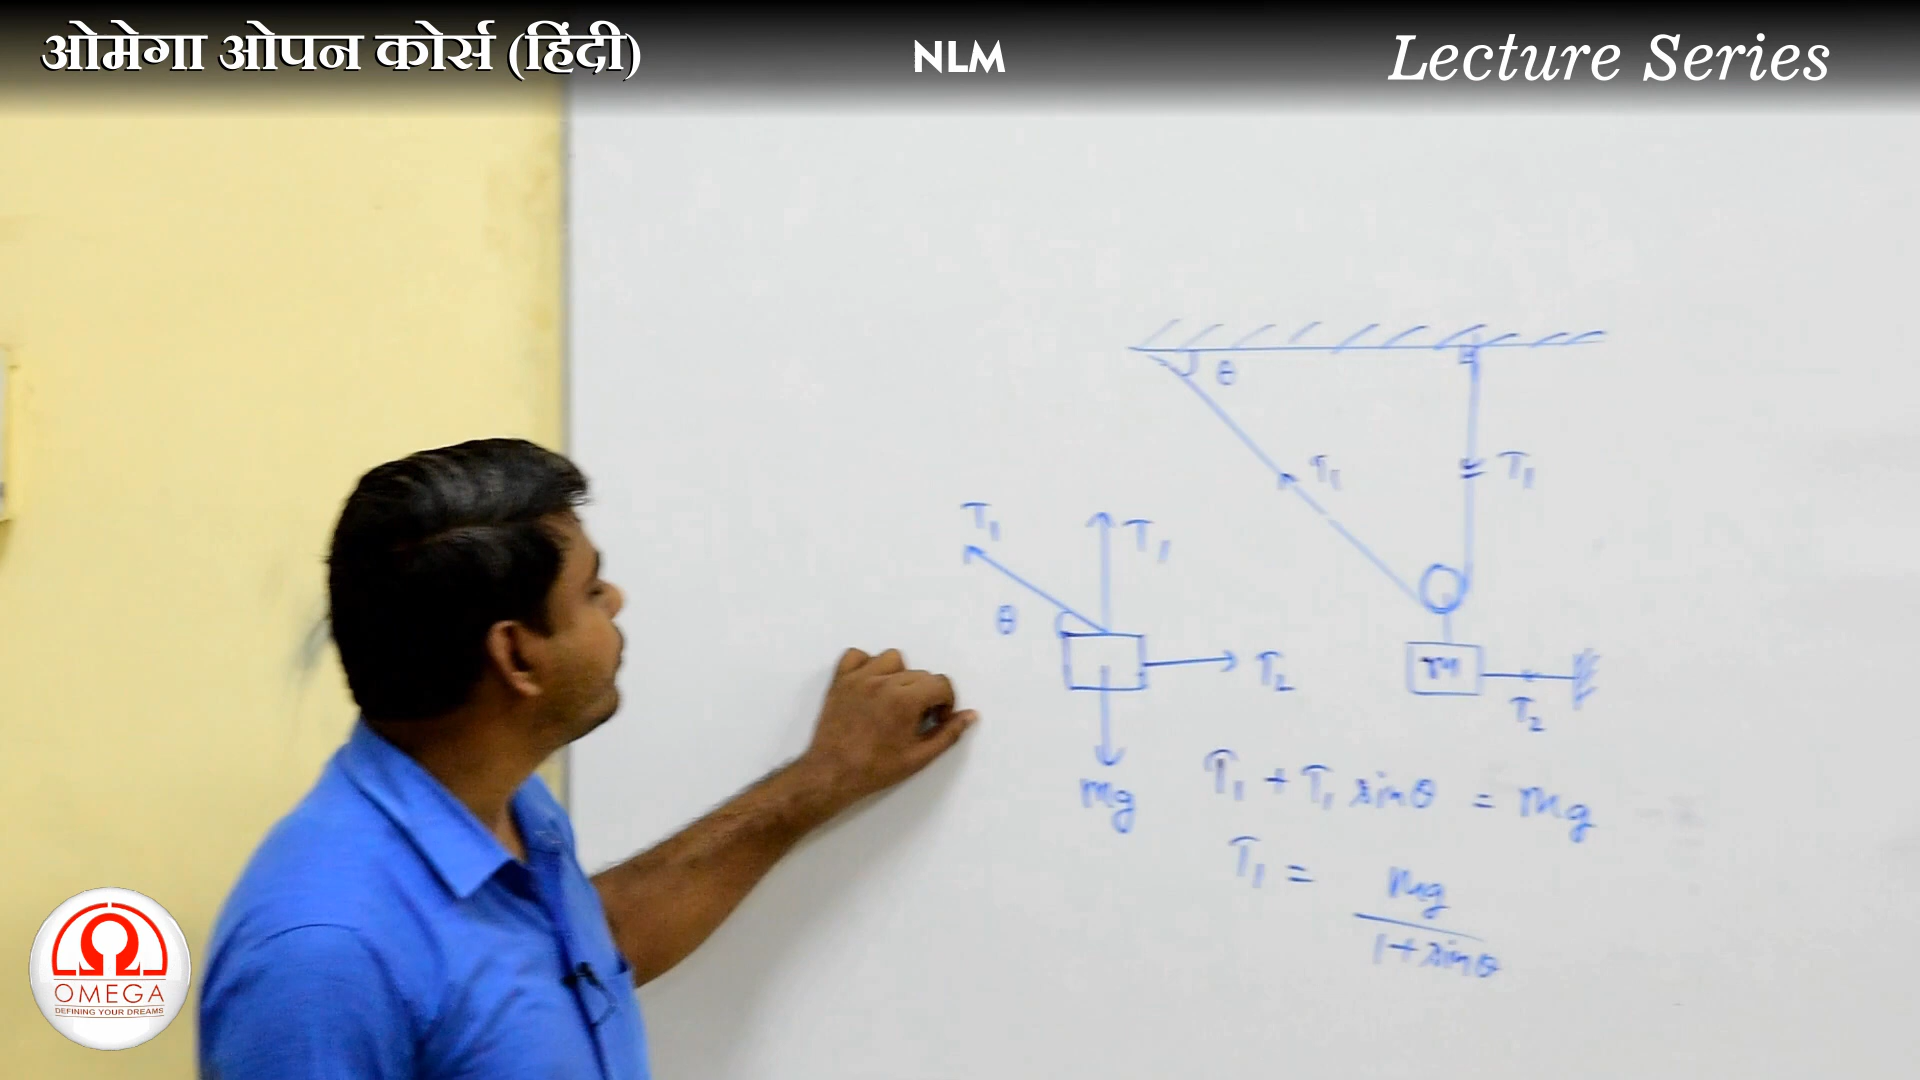 ओमेगा ओपन कोर्स (हिंदी)
NLM
Lecture Series
θ
T₁
T₁
T₁
T₁
θ
T₂
m
T₂
mg
T₁ + T₁ sinθ = mg
T₁ = mg / 1 + sinθ
OMEGA
DEFINING YOUR DREAMS